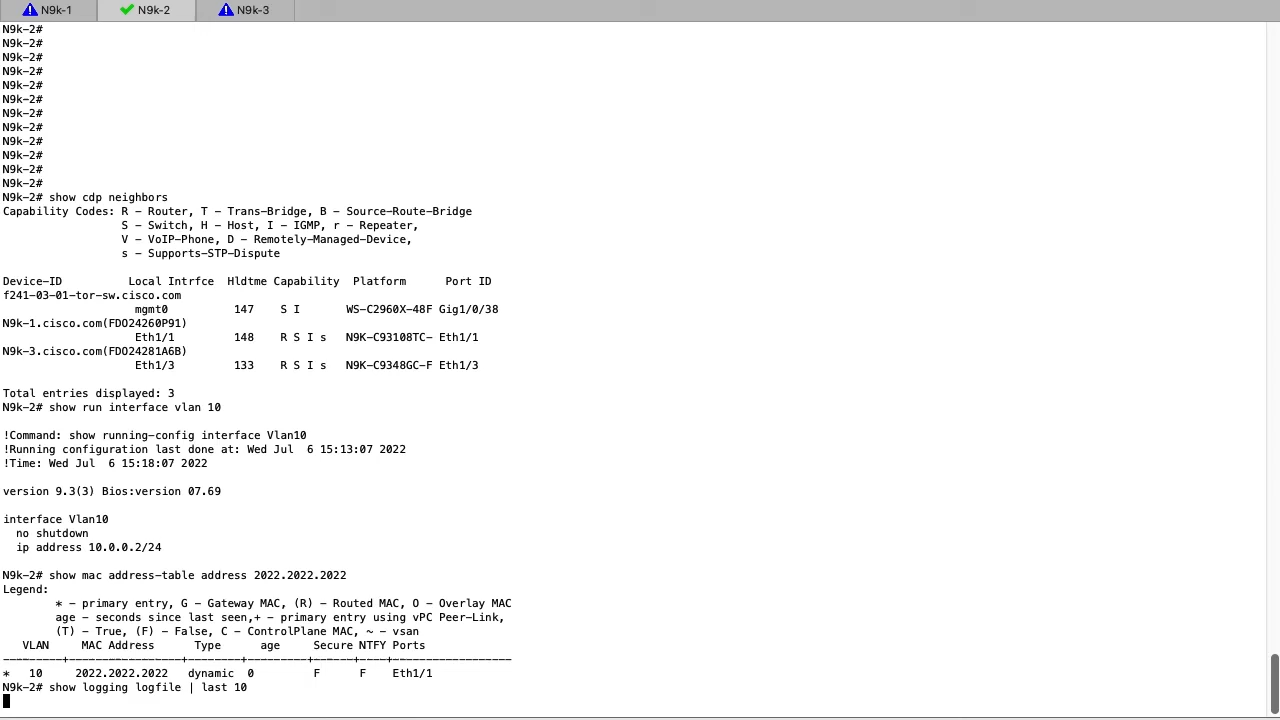 N9k-1 N9k-2 N9k-3
N9k-2#
N9k-2#
N9k-2#
N9k-2#
N9k-2#
N9k-2#
N9k-2#
N9k-2#
N9k-2#
N9k-2#
N9k-2#
N9k-2#
N9k-2# show cdp neighbors
Capability Codes: R - Router, T - Trans-Bridge, B - Source-Route-Bridge
                  S - Switch, H - Host, I - IGMP, r - Repeater,
                  V - VoIP-Phone, D - Remotely-Managed-Device,
                  s - Supports-STP-Dispute
Device-ID          Local Intrfce  Hldtme Capability  Platform      Port ID
f241-03-01-tor-sw.cisco.com
                    mgmt0          147    S I       WS-C2960X-48F Gig1/0/38
N9k-1.cisco.com(FDO24260P91)
                    Eth1/1         148    R S I s   N9K-C93108TC- Eth1/1
N9k-3.cisco.com(FDO24281A6B)
                    Eth1/3         133    R S I s   N9K-C9348GC-F Eth1/3
Total entries displayed: 3
N9k-2# show run interface vlan 10
!Command: show running-config interface Vlan10
!Running configuration last done at: Wed Jul  6 15:13:07 2022
!Time: Wed Jul  6 15:18:07 2022
version 9.3(3) Bios:version 07.69
interface Vlan10
  no shutdown
  ip address 10.0.0.2/24
N9k-2# show mac address-table address 2022.2022.2022
Legend:
        * - primary entry, G - Gateway MAC, (R) - Routed MAC, O - Overlay MAC
        age - seconds since last seen,+ - primary entry using vPC Peer-Link,
        (T) - True, (F) - False, C - ControlPlane MAC, ~ - vsan
   VLAN     MAC Address      Type      age     Secure NTFY Ports
---------+-----------------+--------+---------+------+----+------------------
*   10     2022.2022.2022   dynamic  0         F      F    Eth1/1
N9k-2# show logging logfile | last 10